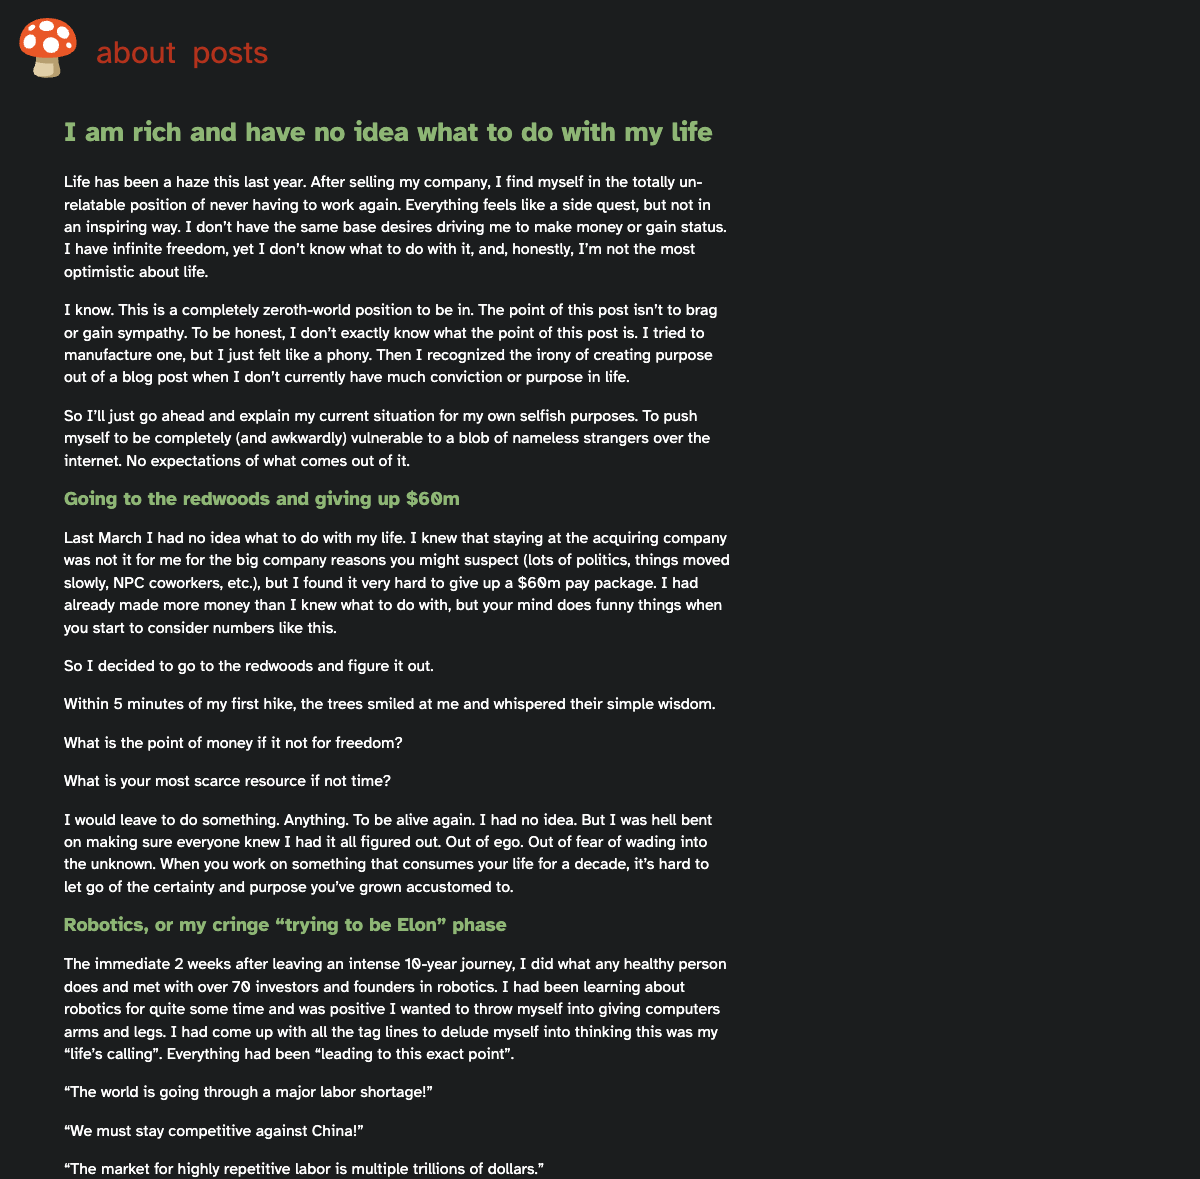 about posts
I am rich and have no idea what to do with my life
Life has been a haze this last year. After selling my company, I find myself in the totally un-
relatable position of never having to work again. Everything feels like a side quest, but not in
an inspiring way. I don’t have the same base desires driving me to make money or gain status.
I have infinite freedom, yet I don’t know what to do with it, and, honestly, I’m not the most
optimistic about life.
I know. This is a completely zeroth-world position to be in. The point of this post isn’t to brag
or gain sympathy. To be honest, I don’t exactly know what the point of this post is. I tried to
manufacture one, but I just felt like a phony. Then I recognized the irony of creating purpose
out of a blog post when I don’t currently have much conviction or purpose in life.
So I’ll just go ahead and explain my current situation for my own selfish purposes. To push
myself to be completely (and awkwardly) vulnerable to a blob of nameless strangers over the
internet. No expectations of what comes out of it.
Going to the redwoods and giving up $60m
Last March I had no idea what to do with my life. I knew that staying at the acquiring company
was not it for me for the big company reasons you might suspect (lots of politics, things moved
slowly, NPC coworkers, etc.), but I found it very hard to give up a $60m pay package. I had
already made more money than I knew what to do with, but your mind does funny things when
you start to consider numbers like this.
So I decided to go to the redwoods and figure it out.
Within 5 minutes of my first hike, the trees smiled at me and whispered their simple wisdom.
What is the point of money if it not for freedom?
What is your most scarce resource if not time?
I would leave to do something. Anything. To be alive again. I had no idea. But I was hell bent
on making sure everyone knew I had it all figured out. Out of ego. Out of fear of wading into
the unknown. When you work on something that consumes your life for a decade, it’s hard to
let go of the certainty and purpose you’ve grown accustomed to.
Robotics, or my cringe “trying to be Elon” phase
The immediate 2 weeks after leaving an intense 10-year journey, I did what any healthy person
does and met with over 70 investors and founders in robotics. I had been learning about
robotics for quite some time and was positive I wanted to throw myself into giving computers
arms and legs. I had come up with all the tag lines to delude myself into thinking this was my
“life’s calling”. Everything had been “leading to this exact point”.
“The world is going through a major labor shortage!”
“We must stay competitive against China!”
“The market for highly repetitive labor is multiple trillions of dollars.”